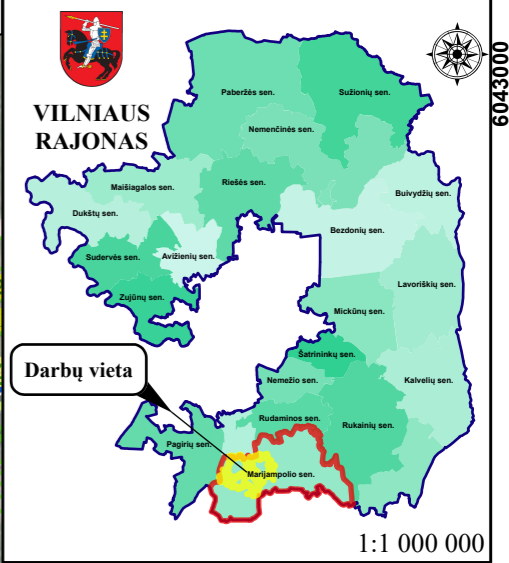 VILNIAUS
RAJONAS
6043000
Paberžės sen.
Sužionių sen.
Nemenčinės sen.
Maišiagalos sen.
Riešės sen.
Buivydžių sen.
Dukštų sen.
Bezdonių sen.
Sudervės sen.
Avižienių sen.
Lavoriškių sen.
Zujūnų sen.
Mickūnų sen.
Šatrininkų sen.
Darbų vieta
Nemežio sen.
Kalvelių sen.
Rudaminos sen.
Rukainių sen.
Pagirių sen.
Marijampolio sen.
1:1 000 000